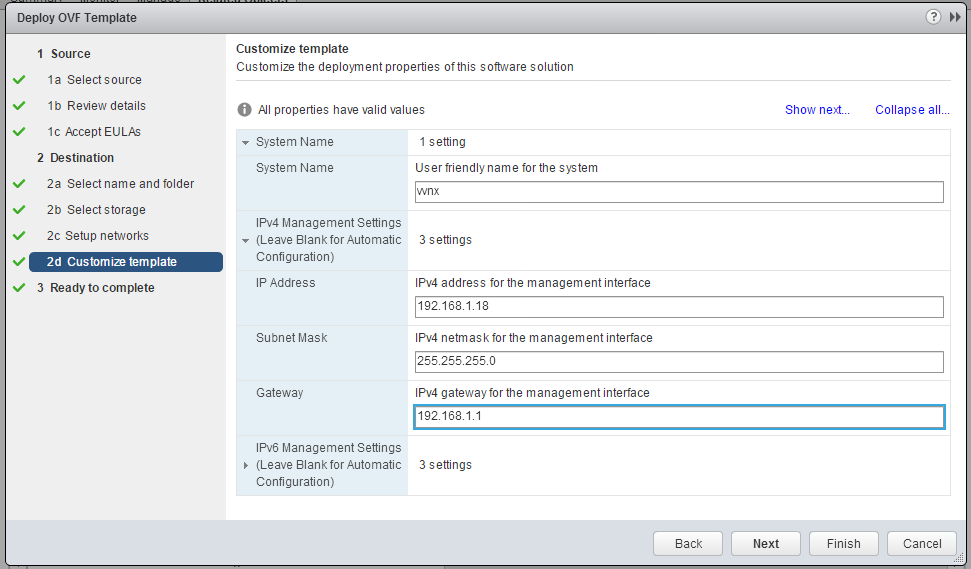 Deploy OVF Template
?
1 Source
1a Select source
1b Review details
1c Accept EULAs
2 Destination
2a Select name and folder
2b Select storage
2c Setup networks
2d Customize template
3 Ready to complete
Customize template
Customize the deployment properties of this software solution
All properties have valid values
Show next...
Collapse all...
System Name
1 setting
System Name
User friendly name for the system
vvnx
IPv4 Management Settings
(Leave Blank for Automatic
Configuration)
3 settings
IP Address
IPv4 address for the management interface
192.168.1.18
Subnet Mask
IPv4 netmask for the management interface
255.255.255.0
Gateway
IPv4 gateway for the management interface
192.168.1.1
IPv6 Management Settings
(Leave Blank for Automatic
Configuration)
3 settings
Back
Next
Finish
Cancel